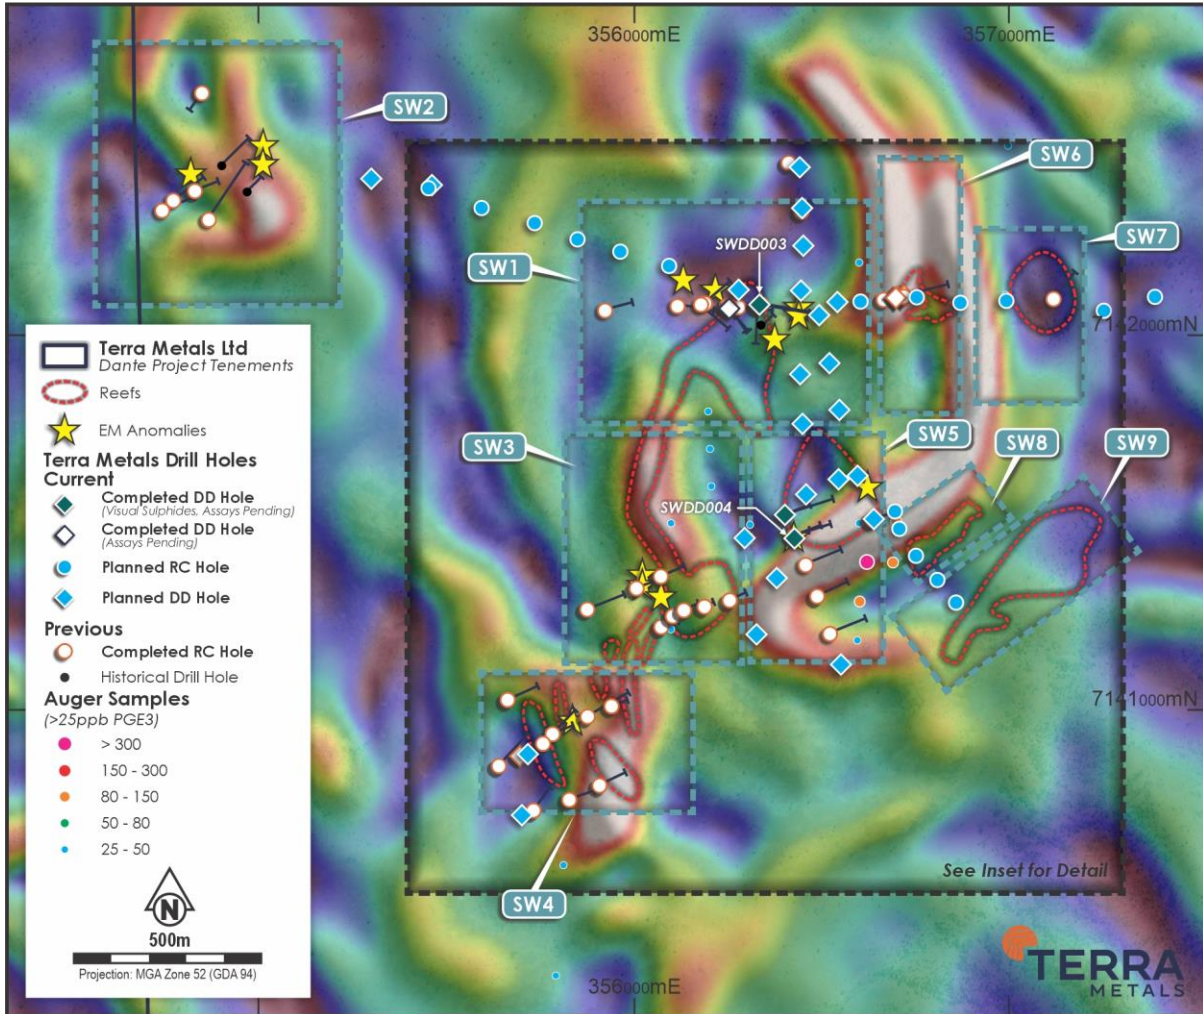 356000mE
357000mE
SW2
SW6
SW7
SWDD003
SW1
7142000mN
Terra Metals Ltd
Dante Project Tenements
Reefs
EM Anomalies
Terra Metals Drill Holes
Current
Completed DD Hole
(Visual Sulphides, Assays Pending)
Completed DD Hole
(Assays Pending)
Planned RC Hole
Planned DD Hole
Previous
Completed RC Hole
Historical Drill Hole
Auger Samples
(>25ppb PGE3)
> 300
150 - 300
80 - 150
50 - 80
25 - 50
N
500m
Projection: MGA Zone 52 (GDA 94)
SW3
SW5
SW8
SW9
SWDD004
7141000mN
SW4
See Inset for Detail
356000mE
TERRA
METALS